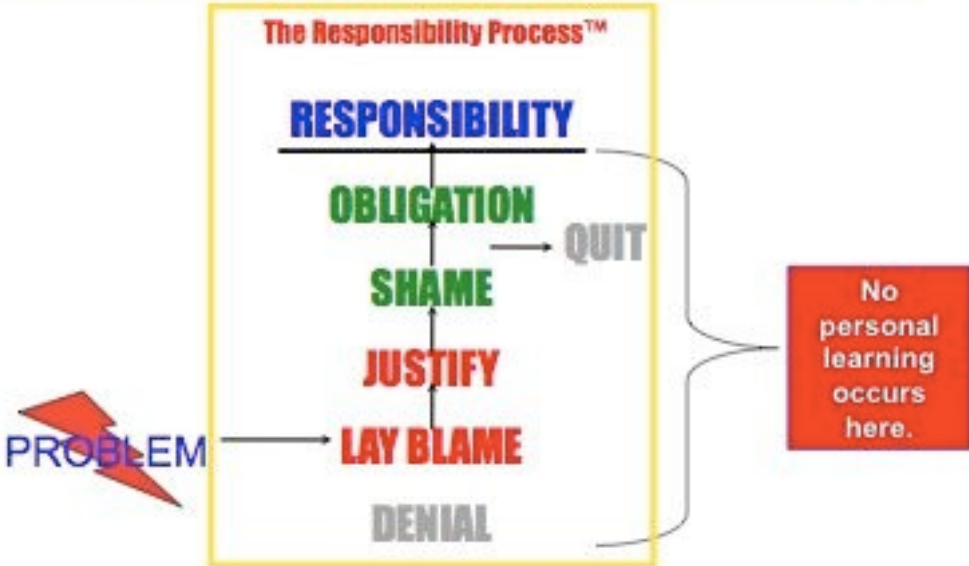 The Responsibility Process™
RESPONSIBILITY
OBLIGATION
QUIT
SHAME
JUSTIFY
PROBLEM
LAY BLAME
DENIAL
No
personal
learning
occurs
here.